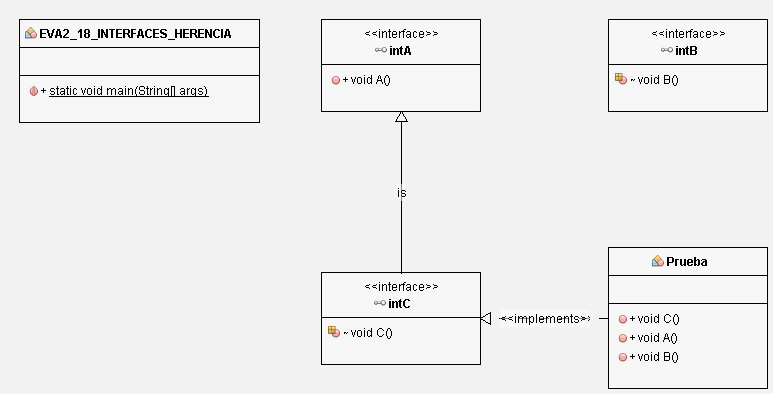 EVA2_18_INTERFACES_HERENCIA
+ static void main(String[] args)
<<interface>>
intA
+ void A()
<<interface>>
intB
~ void B()
is
<<interface>>
intC
~ void C()
<<implements>>
Prueba
+ void C()
+ void A()
+ void B()